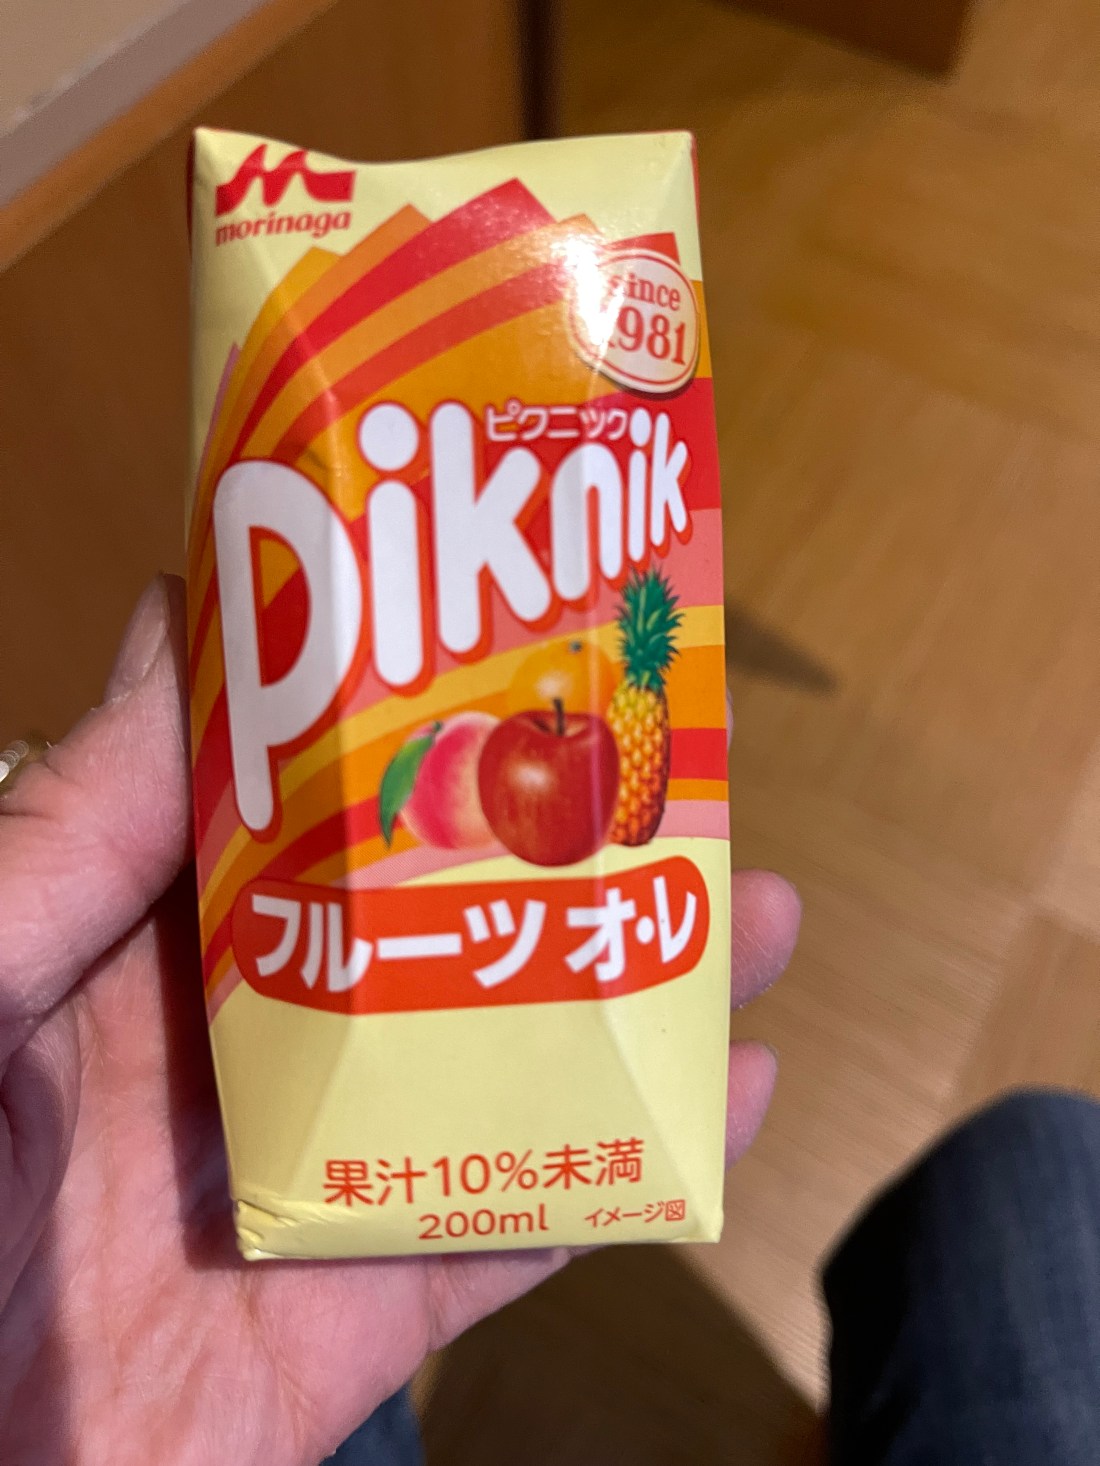 morinaga
since
1981
ピクニック
Piknik
フルーツ オ・レ
果汁10%未満
200ml イメージ図